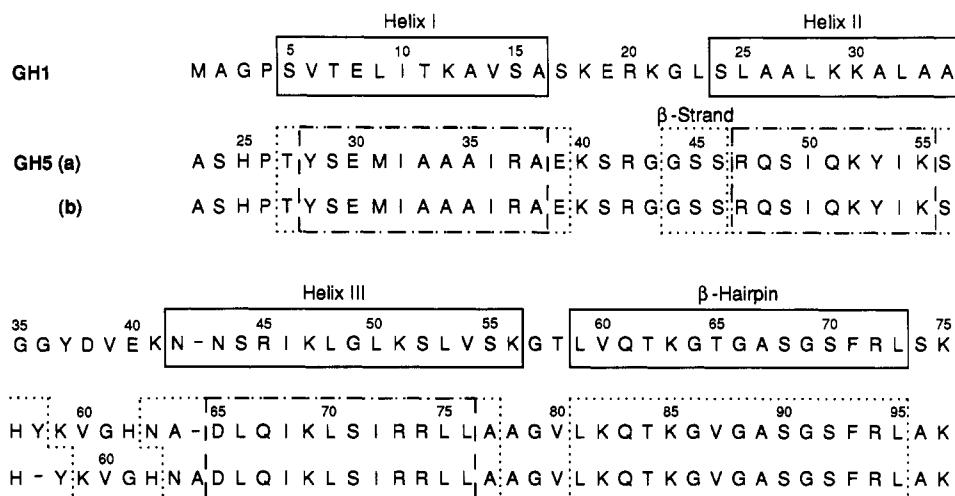 Helix I Helix II
5 10 15 20 25 30
GH1 M A G P S V T E L I T K A V S A S K E R K G L S L A A L K K A L A A
β-Strand
25 30 35 40 45 50 55
GH5 (a) A S H P T Y S E M I A A A I R A E K S R G G S S R Q S I Q K Y I K S
(b) A S H P T Y S E M I A A A I R A E K S R G G S S R Q S I Q K Y I K S
Helix III β-Hairpin
35 40 45 50 55 60 65 70 75
G G Y D V E K N - N S R I K L G L K S L V S K G T L V Q T K G T G A S G S F R L S K
60 65 70 75 80 85 90 95
H Y K V G H N A - D L Q I K L S I R R L L A A G V L K Q T K G V G A S G S F R L A K
60
H - Y K V G H N A D L Q I K L S I R R L L A A G V L K Q T K G V G A S G S F R L A K